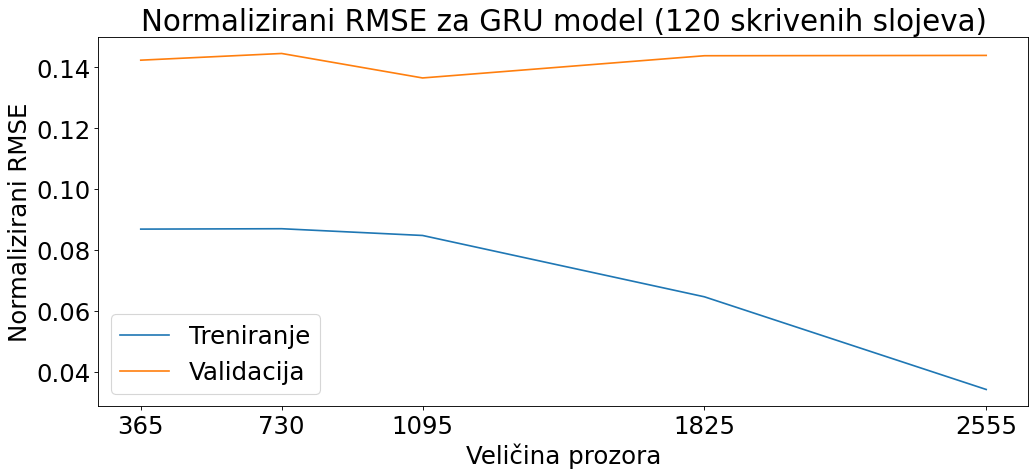 Normalizirani RMSE za GRU model (120 skrivenih slojeva)
Normalizirani RMSE
0.14
0.12
0.10
0.08
0.06
0.04
Treniranje
Validacija
365 730 1095 1825 2555
Veličina prozora